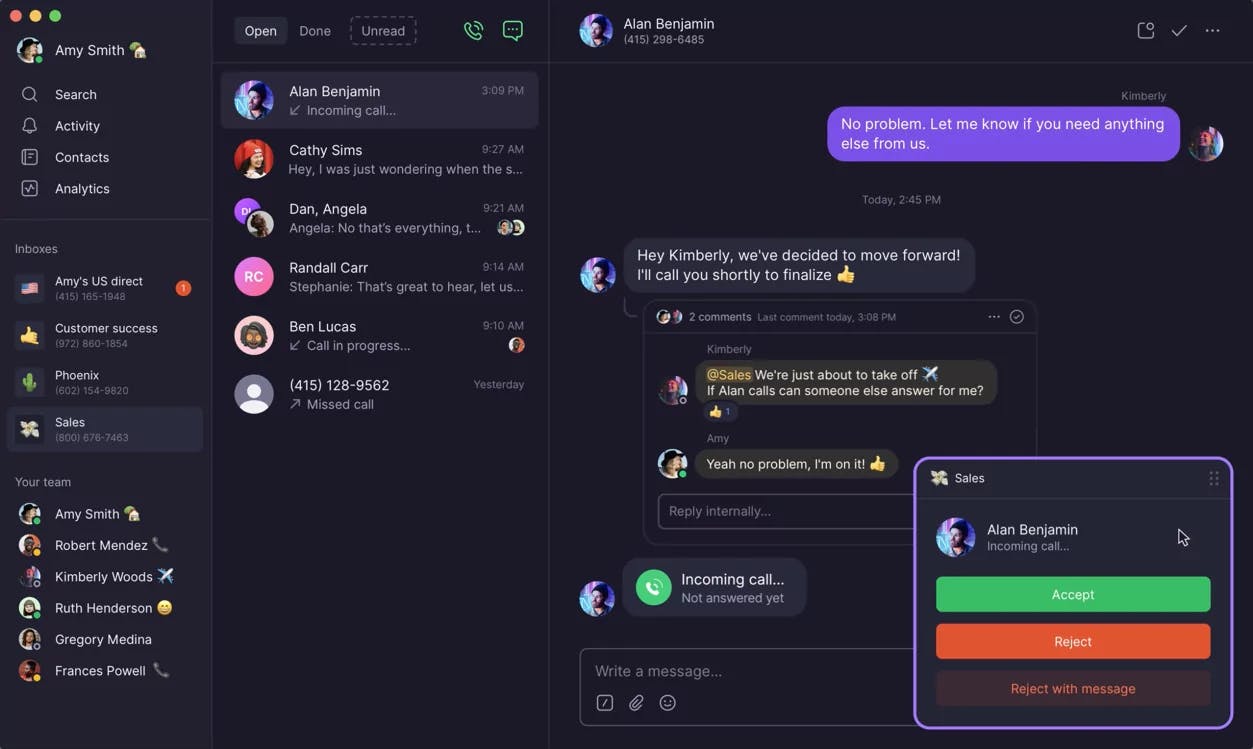 Amy Smith 🏡
Search
Activity
Contacts
Analytics
Inboxes
Amy's US direct
(415) 165-1948
1
Customer success
(972) 860-1854
Phoenix
(602) 154-9820
Sales
(800) 676-7463
Your team
Amy Smith 🏡
Robert Mendez 📞
Kimberly Woods ✈️
Ruth Henderson 😄
Gregory Medina
Frances Powell 📞
Open Done Unread
Alan Benjamin 3:09 PM
Incoming call...
Cathy Sims 9:27 AM
Hey, I was just wondering when the s...
DL
Dan, Angela 9:21 AM
Angela: No that's everything, t...
RC
Randall Carr 9:14 AM
Stephanie: That's great to hear, let us...
Ben Lucas 9:10 AM
Call in progress...
(415) 128-9562 Yesterday
Missed call
Alan Benjamin
(415) 298-6485
Kimberly
No problem. Let me know if you need anything
else from us.
Today, 2:45 PM
Hey Kimberly, we've decided to move forward!
I'll call you shortly to finalize 👍
2 comments Last comment today, 3:08 PM
Kimberly
@Sales We're just about to take off ✈️
If Alan calls can someone else answer for me?
👍 1
Amy
Yeah no problem, I'm on it! 👍
Reply internally...
Incoming call...
Not answered yet
Write a message...
Sales
Alan Benjamin
Incoming call...
Accept
Reject
Reject with message